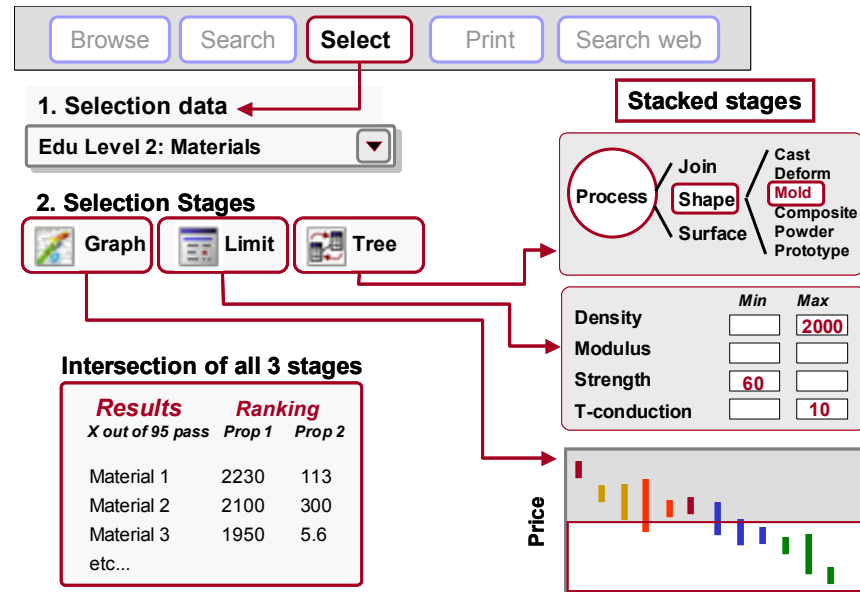 Browse
Search
Select
Print
Search web
1. Selection data
Edu Level 2: Materials
2. Selection Stages
Graph
Limit
Tree
Intersection of all 3 stages
Results Ranking
X out of 95 pass Prop 1 Prop 2
Material 1 2230 113
Material 2 2100 300
Material 3 1950 5.6
etc...
Stacked stages
Process
Join
Shape
Surface
Cast
Deform
Mold
Composite
Powder
Prototype
Min Max
Density 2000
Modulus
Strength 60
T-conduction 10
Price